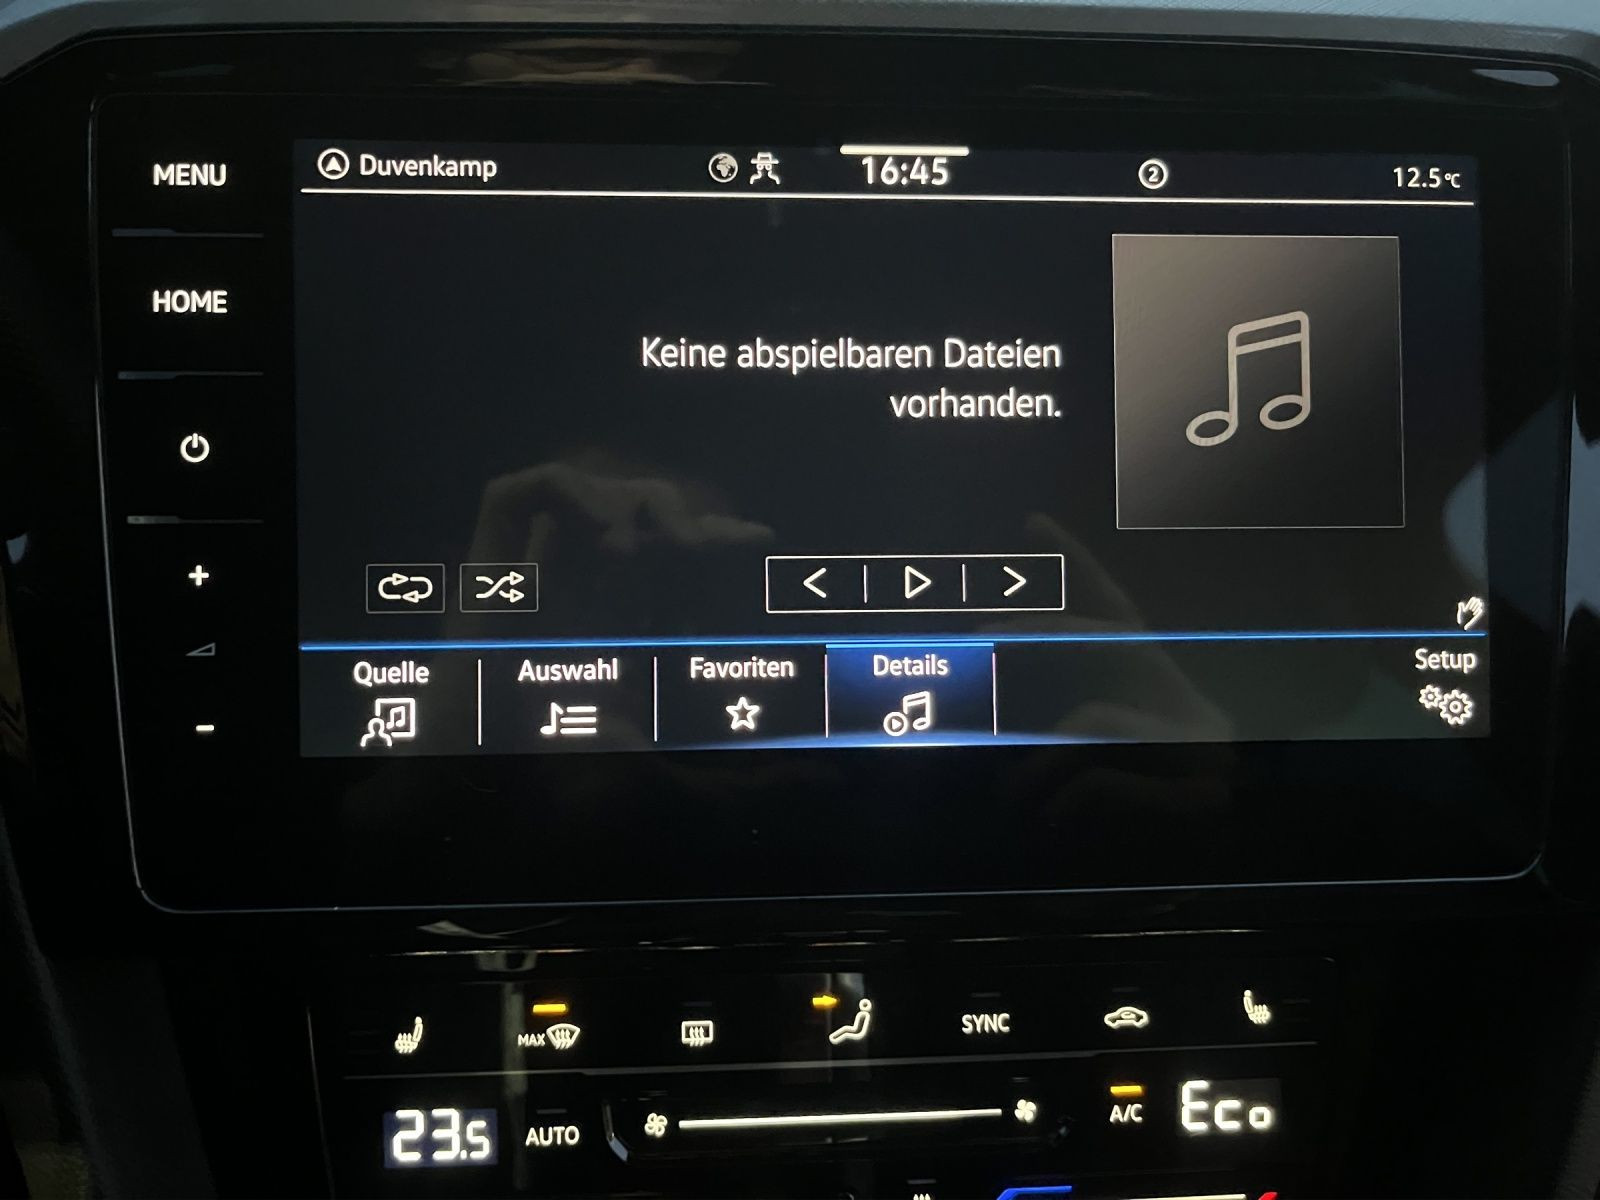 MENU
HOME
+
-
Duvenkamp
16:45
2
12.5°C
Keine abspielbaren Dateien
vorhanden.
Quelle
Auswahl
Favoriten
Details
Setup
MAX
SYNC
23.5
AUTO
A/C
Eco